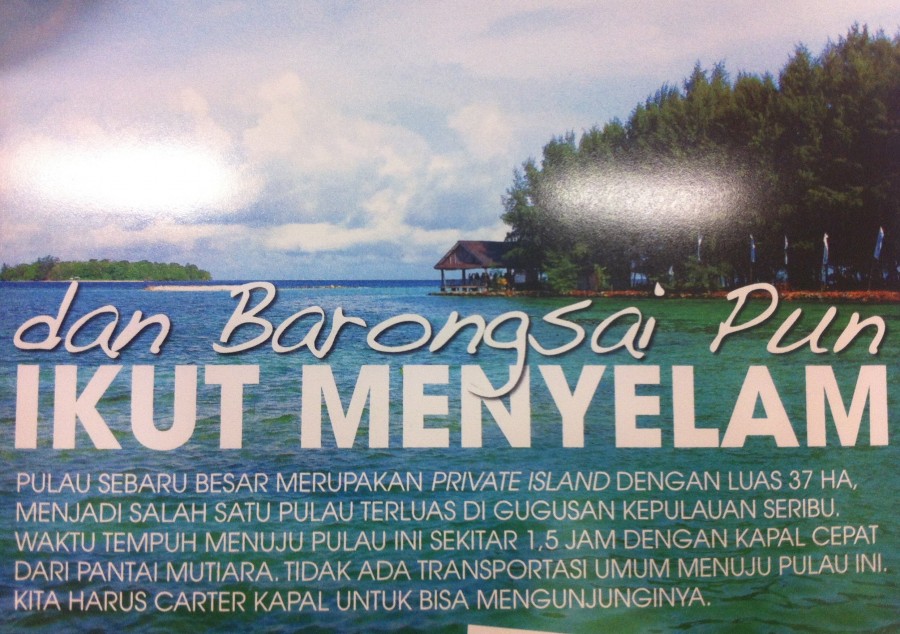 dan Barongsai Pun
IKUT MENYELAM
PULAU SEBARU BESAR MERUPAKAN PRIVATE ISLAND DENGAN LUAS 37 HA,
MENJADI SALAH SATU PULAU TERLUAS DI GUGUSAN KEPULAUAN SERIBU.
WAKTU TEMPUH MENUJU PULAU INI SEKITAR 1,5 JAM DENGAN KAPAL CEPAT
DARI PANTAI MUTIARA. TIDAK ADA TRANSPORTASI UMUM MENUJU PULAU INI.
KITA HARUS CARTER KAPAL UNTUK BISA MENGUNJUNGINYA.